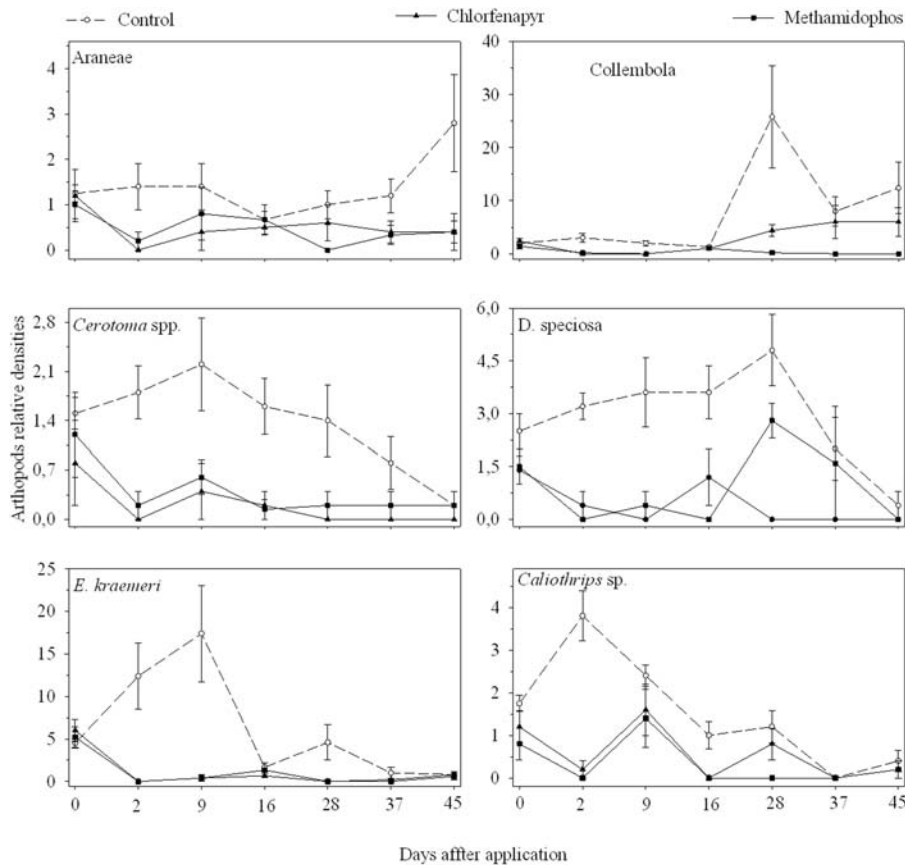 Control Chlorfenapyr Methamidophos
Araneae
4
3
2
1
0
Collembola
40
30
20
10
0
Cerotoma spp.
2,8
2,1
1,4
0,7
0,0
D. speciosa
6,0
4,5
3,0
1,5
0,0
E. kraemeri
25
20
15
10
5
0
Caliothrips sp.
4
3
2
1
0
0 2 9 16 28 37 45
0 2 9 16 28 37 45
Arthopods relative densities
Days affter application